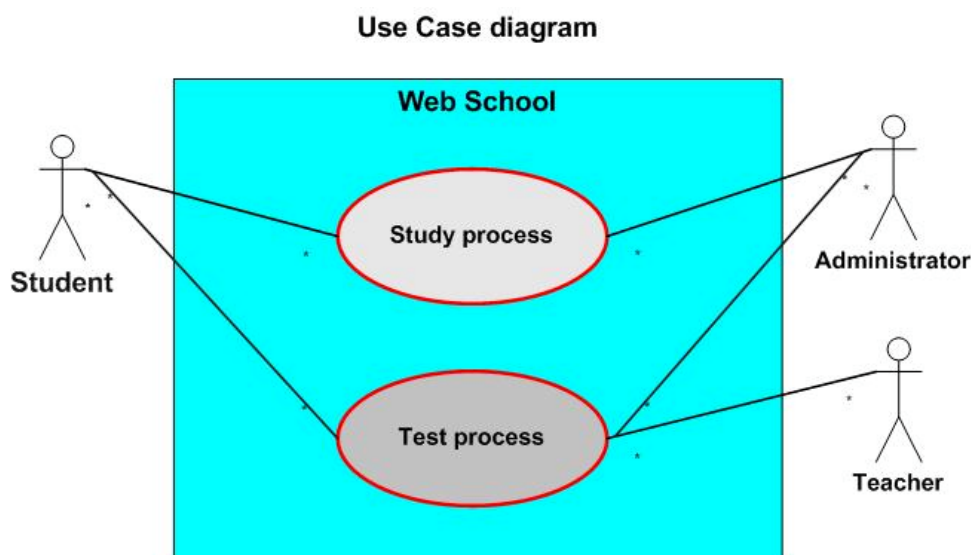 Use Case diagram
Web School
* *
* *
Study process
* *
Student
Administrator
* *
*
Test process
*
Teacher